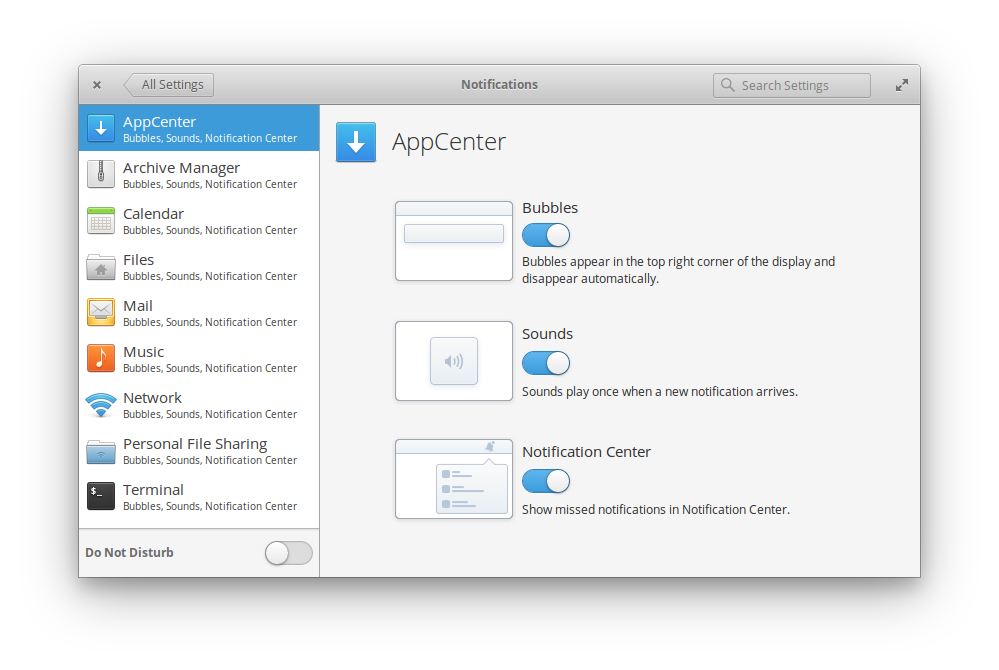 All Settings
Notifications
Search Settings
AppCenter
Bubbles, Sounds, Notification Center
Archive Manager
Bubbles, Sounds, Notification Center
Calendar
Bubbles, Sounds, Notification Center
Files
Bubbles, Sounds, Notification Center
Mail
Bubbles, Sounds, Notification Center
Music
Bubbles, Sounds, Notification Center
Network
Bubbles, Sounds, Notification Center
Personal File Sharing
Bubbles, Sounds, Notification Center
$_
Terminal
Bubbles, Sounds, Notification Center
Do Not Disturb
AppCenter
Bubbles
Bubbles appear in the top right corner of the display and
disappear automatically.
Sounds
Sounds play once when a new notification arrives.
Notification Center
Show missed notifications in Notification Center.